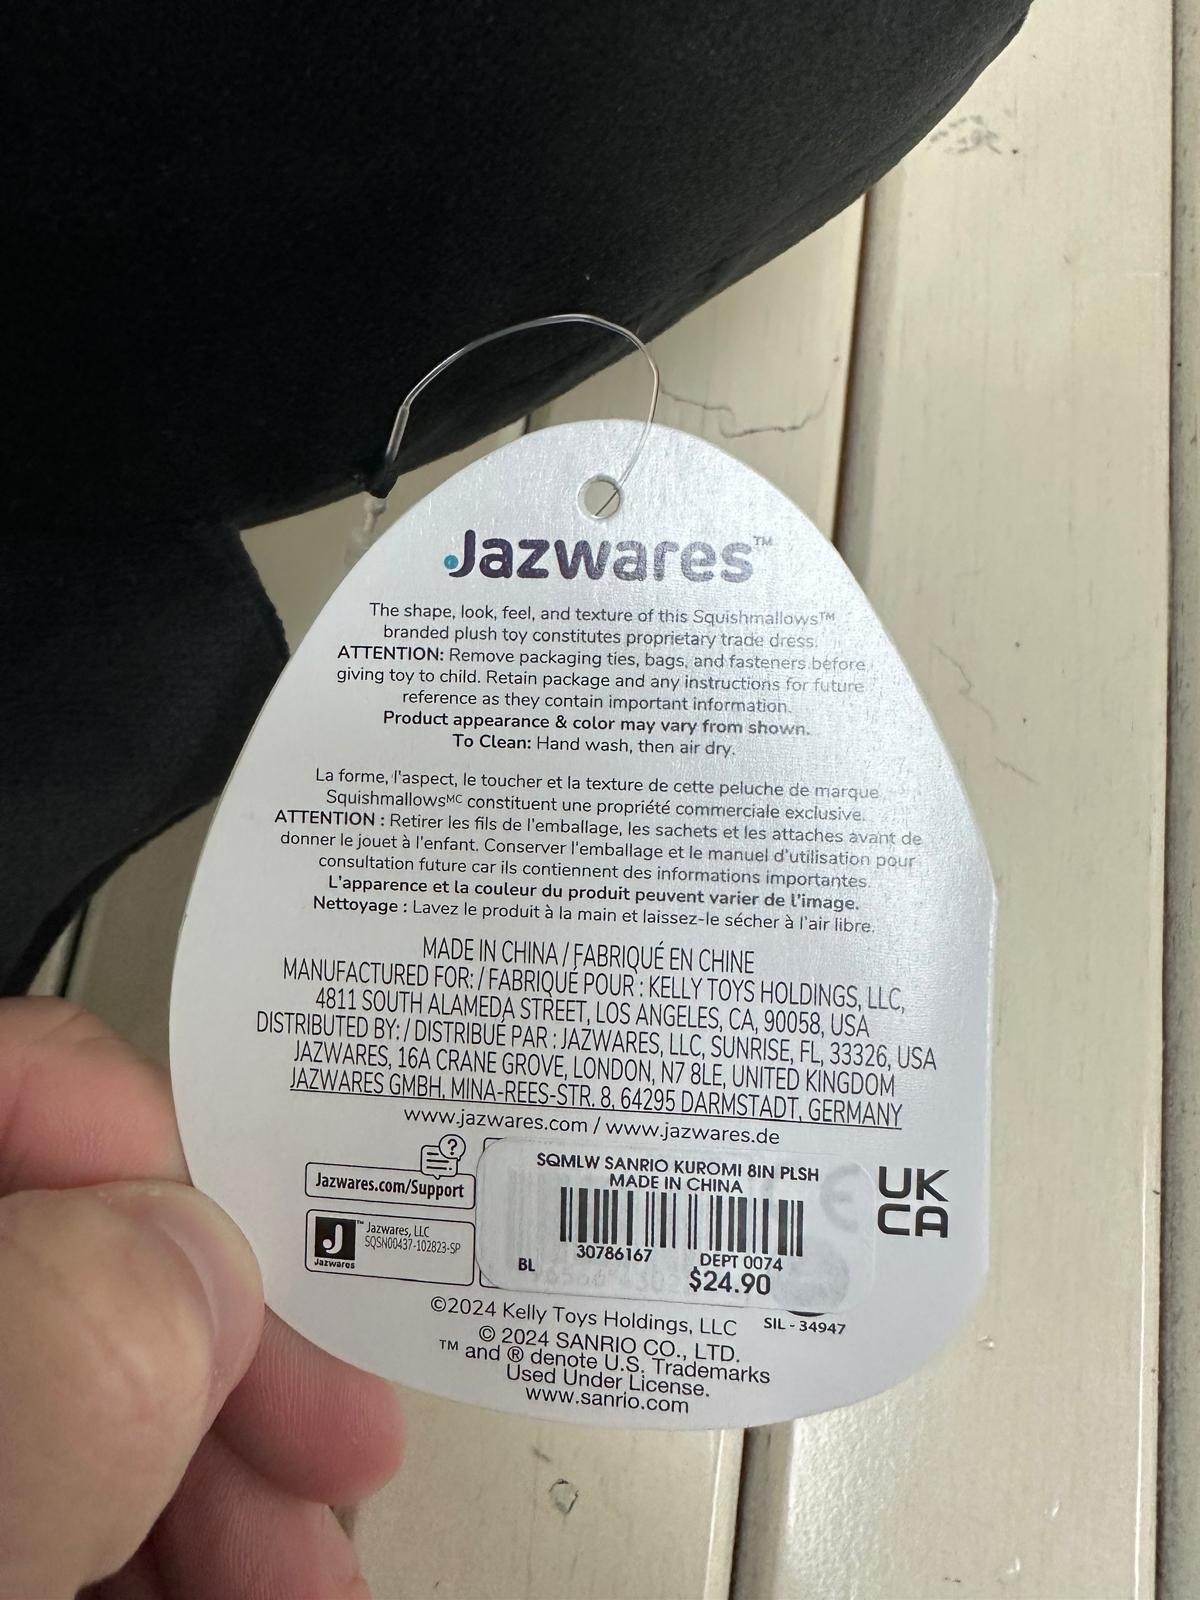 Jazwares™
The shape, look, feel, and texture of this Squishmallows™
branded plush toy constitutes proprietary trade dress.
ATTENTION: Remove packaging ties, bags, and fasteners before
giving toy to child. Retain package and any instructions for future
reference as they contain important information.
Product appearance & color may vary from shown.
To Clean: Hand wash, then air dry.
La forme, l'aspect, le toucher et la texture de cette peluche de marque
Squishmallowsᴹᶜ constituent une propriété commerciale exclusive.
ATTENTION : Retirer les fils de l'emballage, les sachets et les attaches avant de
donner le jouet à l'enfant. Conserver l'emballage et le manuel d'utilisation pour
consultation future car ils contiennent des informations importantes.
L'apparence et la couleur du produit peuvent varier de l'image.
Nettoyage : Lavez le produit à la main et laissez-le sécher à l'air libre.
MADE IN CHINA / FABRIQUÉ EN CHINE
MANUFACTURED FOR: / FABRIQUÉ POUR : KELLY TOYS HOLDINGS, LLC,
4811 SOUTH ALAMEDA STREET, LOS ANGELES, CA, 90058, USA
DISTRIBUTED BY: / DISTRIBUÉ PAR : JAZWARES, LLC, SUNRISE, FL, 33326, USA
JAZWARES, 16A CRANE GROVE, LONDON, N7 8LE, UNITED KINGDOM
JAZWARES GMBH, MINA-REES-STR. 8, 64295 DARMSTADT, GERMANY
www.jazwares.com / www.jazwares.de
?
Jazwares.com/Support
J™
Jazwares
Jazwares, LLC
SQSN00437-102823-SP
SQMLW SANRIO KUROMI 8IN PLSH
MADE IN CHINA
30786167
DEPT 0074
BL
$24.90
UK
CA
SIL - 34947
©2024 Kelly Toys Holdings, LLC
© 2024 SANRIO CO., LTD.
™ and ® denote U.S. Trademarks
Used Under License.
www.sanrio.com